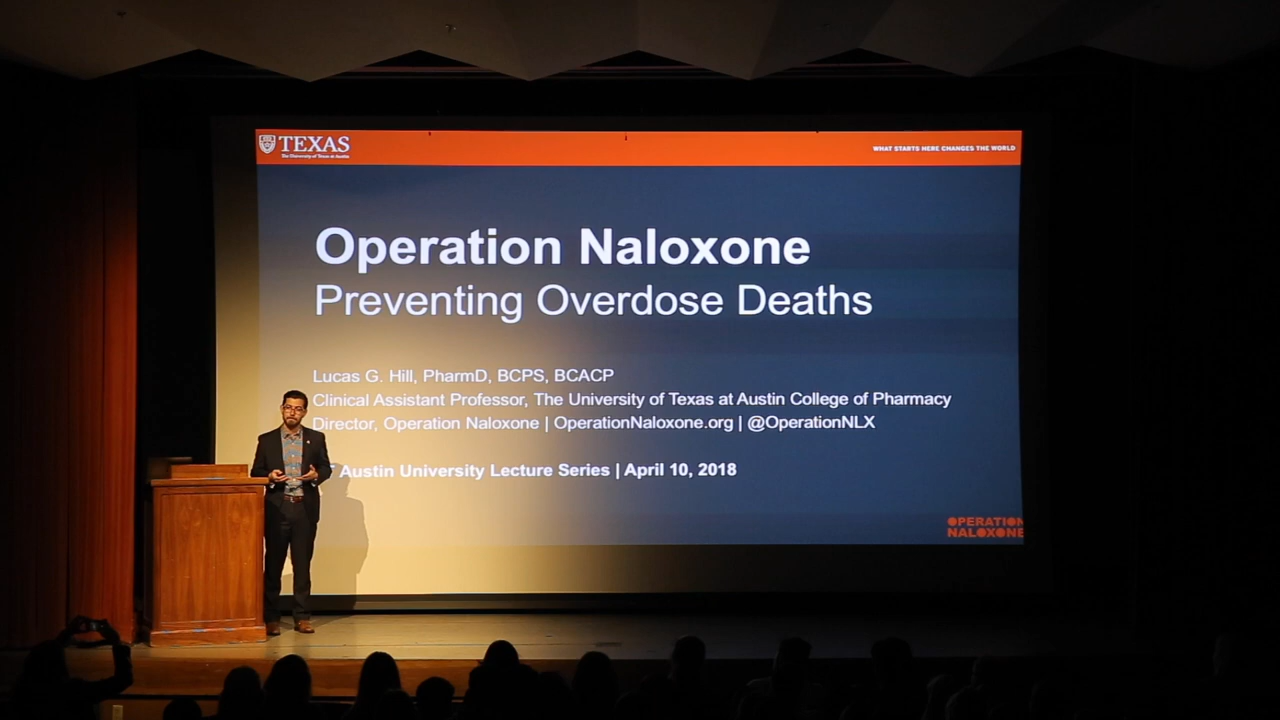 TEXAS
The University of Texas at Austin
WHAT STARTS HERE CHANGES THE WORLD
Operation Naloxone
Preventing Overdose Deaths
Lucas G. Hill, PharmD, BCPS, BCACP
Clinical Assistant Professor, The University of Texas at Austin College of Pharmacy
Director, Operation Naloxone | OperationNaloxone.org | @OperationNLX
Austin University Lecture Series | April 10, 2018
OPERATION
NALOXONE